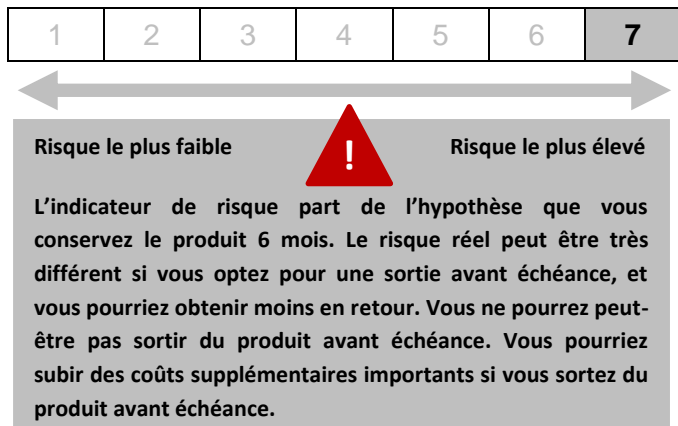 1 2 3 4 5 6 7
Risque le plus faible ! Risque le plus élevé
L'indicateur de risque part de l'hypothèse que vous
conservez le produit 6 mois. Le risque réel peut être très
différent si vous optez pour une sortie avant échéance, et
vous pourriez obtenir moins en retour. Vous ne pourrez peut-
être pas sortir du produit avant échéance. Vous pourriez
subir des coûts supplémentaires importants si vous sortez du
produit avant échéance.